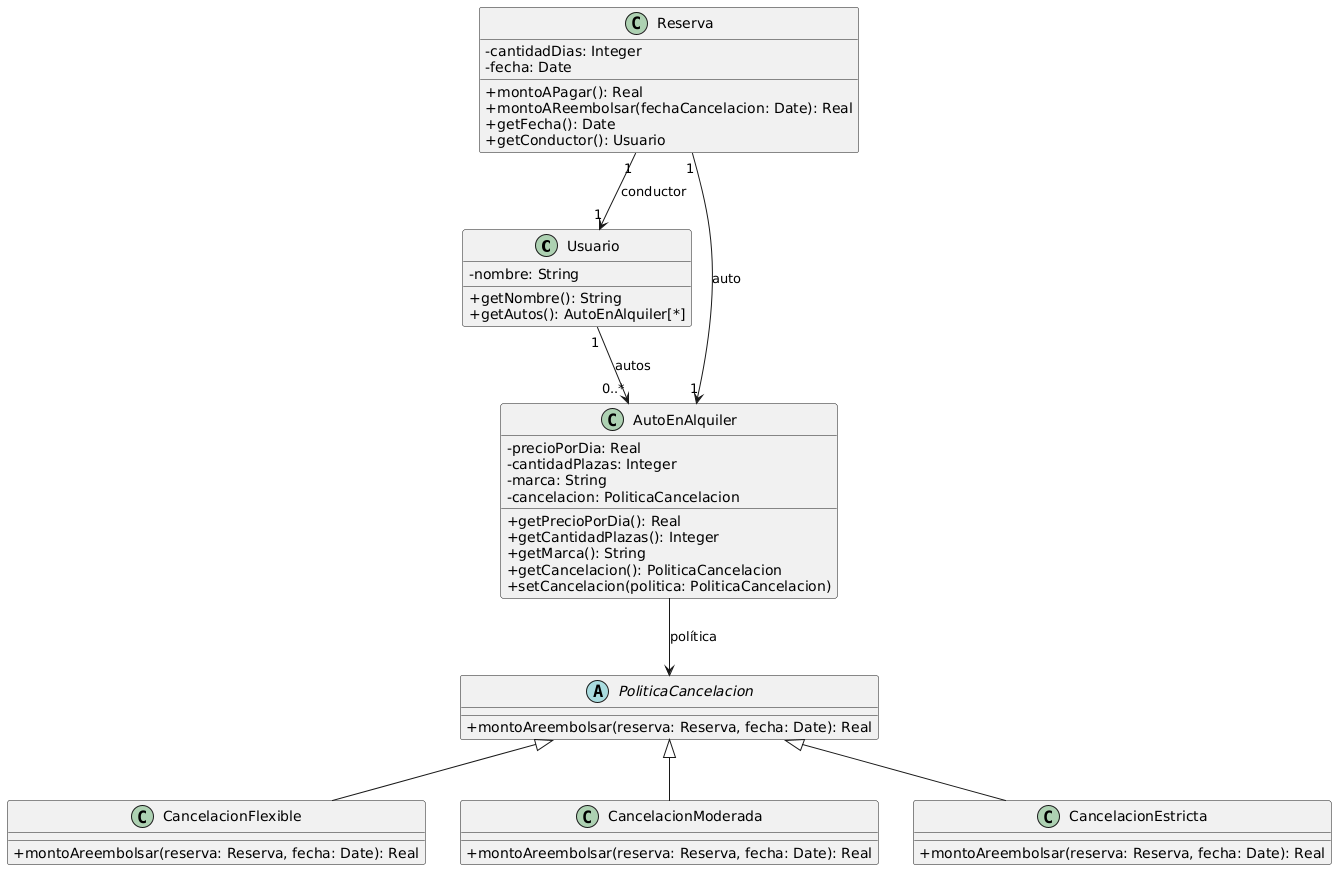 C Reserva
-cantidadDias: Integer
-fecha: Date
+montoAPagar(): Real
+montoAReembolsar(fechaCancelacion: Date): Real
+getFecha(): Date
+getConductor(): Usuario
1
1
conductor
1
C Usuario
-nombre: String
+getNombre(): String
+getAutos(): AutoEnAlquiler[*]
auto
1
autos
0..*
1
C AutoEnAlquiler
-precioPorDia: Real
-cantidadPlazas: Integer
-marca: String
-cancelacion: PoliticaCancelacion
+getPrecioPorDia(): Real
+getCantidadPlazas(): Integer
+getMarca(): String
+getCancelacion(): PoliticaCancelacion
+setCancelacion(politica: PoliticaCancelacion)
política
A PoliticaCancelacion
+montoAreembolsar(reserva: Reserva, fecha: Date): Real
C CancelacionFlexible
+montoAreembolsar(reserva: Reserva, fecha: Date): Real
C CancelacionModerada
+montoAreembolsar(reserva: Reserva, fecha: Date): Real
C CancelacionEstricta
+montoAreembolsar(reserva: Reserva, fecha: Date): Real